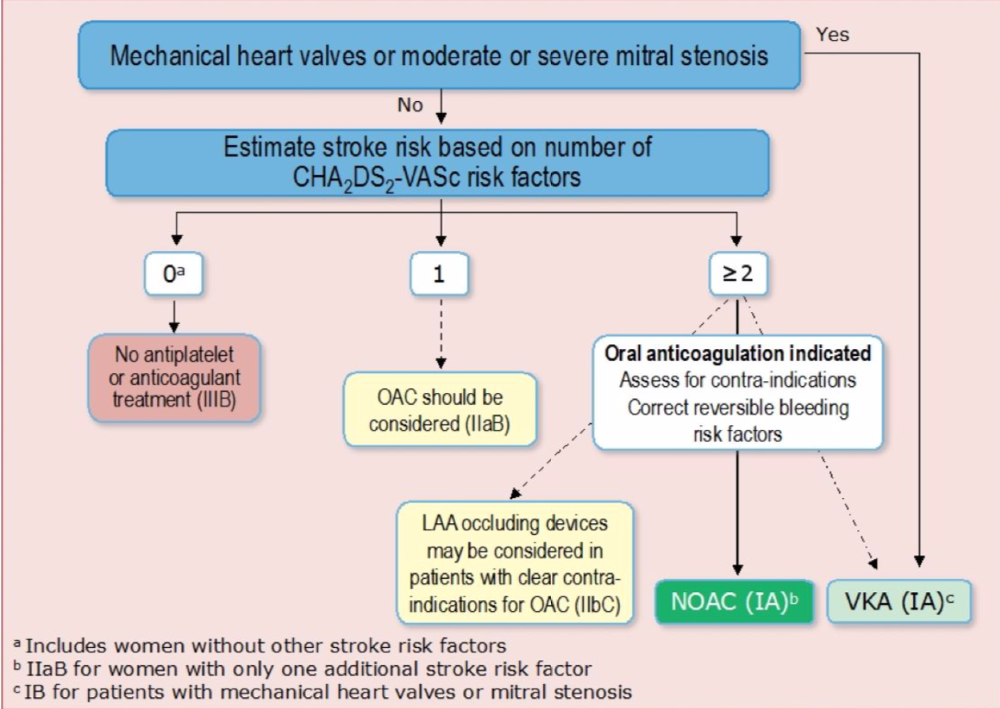 Mechanical heart valves or moderate or severe mitral stenosis
Yes
No
Estimate stroke risk based on number of
CHA₂DS₂-VASc risk factors
0ᵃ
1
≥2
No antiplatelet
or anticoagulant
treatment (IIIB)
OAC should be
considered (IIaB)
Oral anticoagulation indicated
Assess for contra-indications
Correct reversible bleeding
risk factors
LAA occluding devices
may be considered in
patients with clear contra-
indications for OAC (IIbC)
NOAC (IA)ᵇ
VKA (IA)ᶜ
ᵃ Includes women without other stroke risk factors
ᵇ IIaB for women with only one additional stroke risk factor
ᶜ IB for patients with mechanical heart valves or mitral stenosis